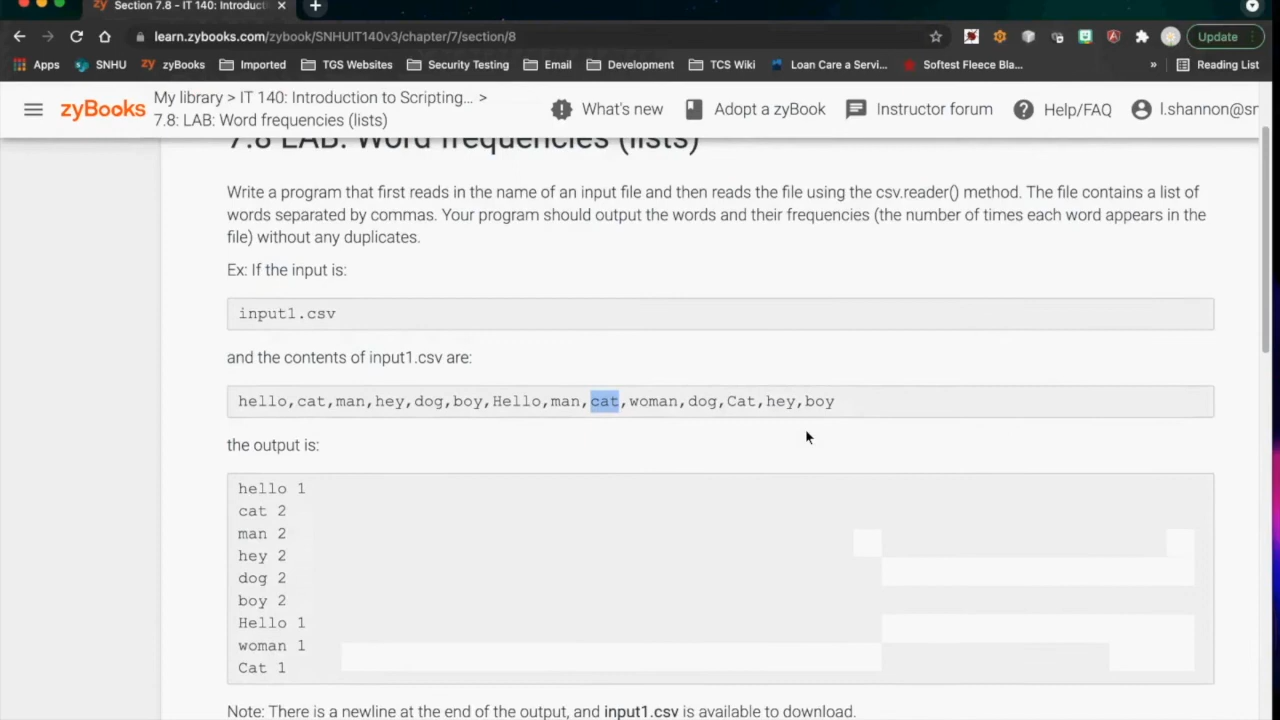 Section 7.8 - IT 140: Introducti
learn.zybooks.com/zybook/SNHUIT140v3/chapter/7/section/8
Update
Apps SNHU zyBooks Imported TGS Websites Security Testing Email Development TCS Wiki Loan Care a Servi... Softest Fleece Bla... » Reading List
zyBooks
My library > IT 140: Introduction to Scripting... >
7.8: LAB: Word frequencies (lists)
What's new
Adopt a zyBook
Instructor forum
Help/FAQ
l.shannon@sn
7.8 LAB: Word frequencies (lists)
Write a program that first reads in the name of an input file and then reads the file using the csv.reader() method. The file contains a list of
words separated by commas. Your program should output the words and their frequencies (the number of times each word appears in the
file) without any duplicates.
Ex: If the input is:
input1.csv
and the contents of input1.csv are:
hello,cat,man,hey,dog,boy,Hello,man,cat,woman,dog,Cat,hey,boy
the output is:
hello 1
cat 2
man 2
hey 2
dog 2
boy 2
Hello 1
woman 1
Cat 1
Note: There is a newline at the end of the output, and input1.csv is available to download.